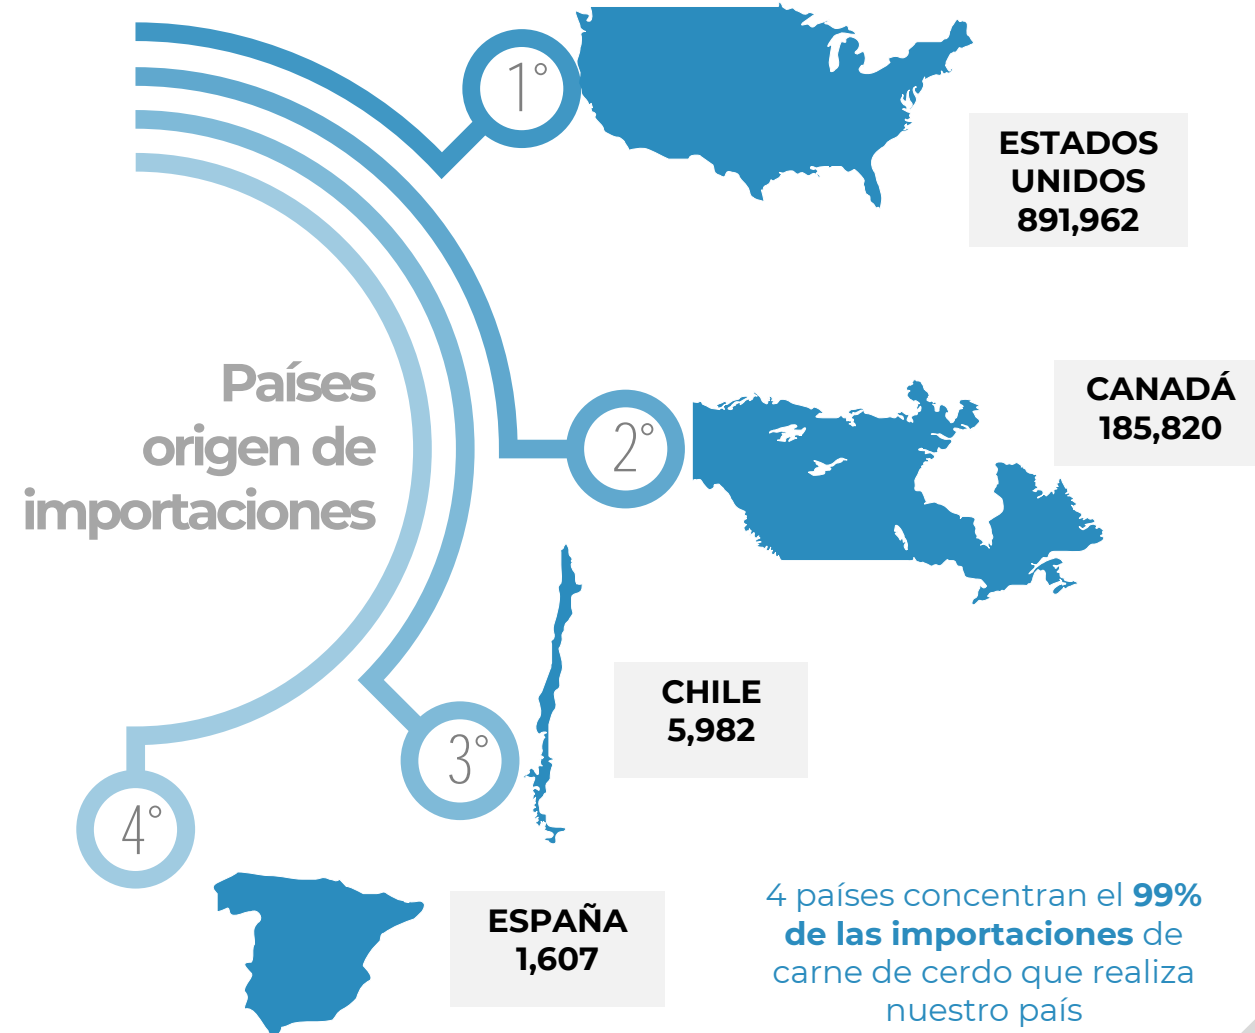 1°
ESTADOS
UNIDOS
891,962
Países
origen de
importaciones
2°
CANADÁ
185,820
3°
CHILE
5,982
4°
ESPAÑA
1,607
4 países concentran el 99%
de las importaciones de
carne de cerdo que realiza
nuestro país